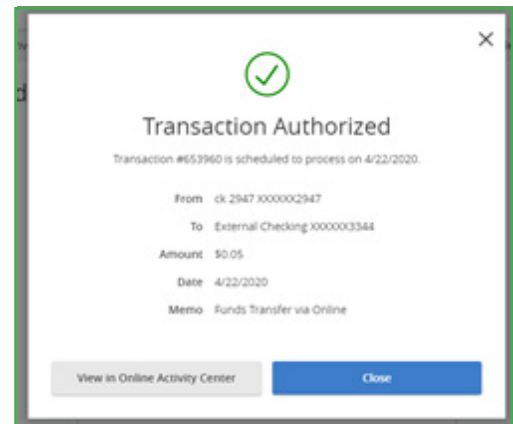 Transaction Authorized
Transaction #653960 is scheduled to process on 4/22/2020.
From ck 2947 XXXXXX2947
To External Checking XXXXXX3344
Amount $0.05
Date 4/22/2020
Memo Funds Transfer via Online
View in Online Activity Center Close